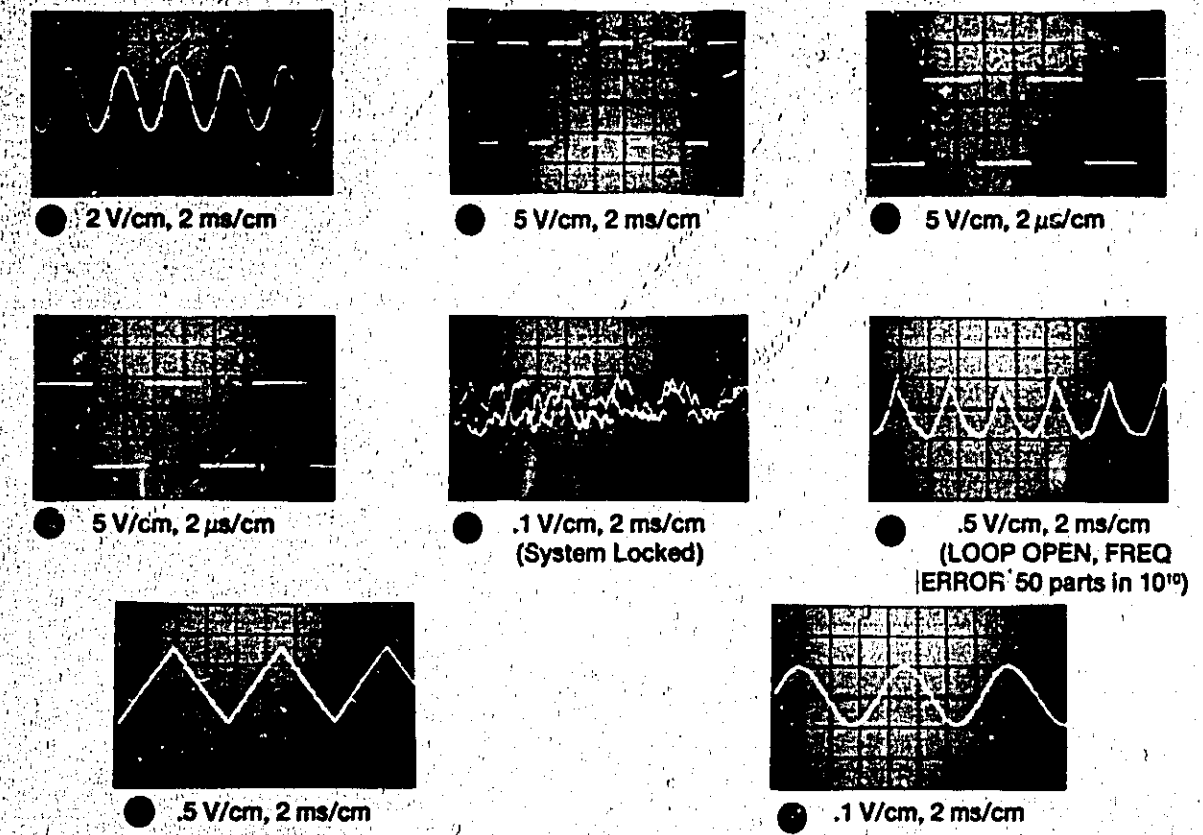 2 V/cm, 2 ms/cm
5 V/cm, 2 ms/cm
5 V/cm, 2 μs/cm
5 V/cm, 2 μs/cm
.1 V/cm, 2 ms/cm
(System Locked)
.5 V/cm, 2 ms/cm
(LOOP OPEN, FREQ
ERROR 50 parts in 10¹⁰)
.5 V/cm, 2 ms/cm
.1 V/cm, 2 ms/cm